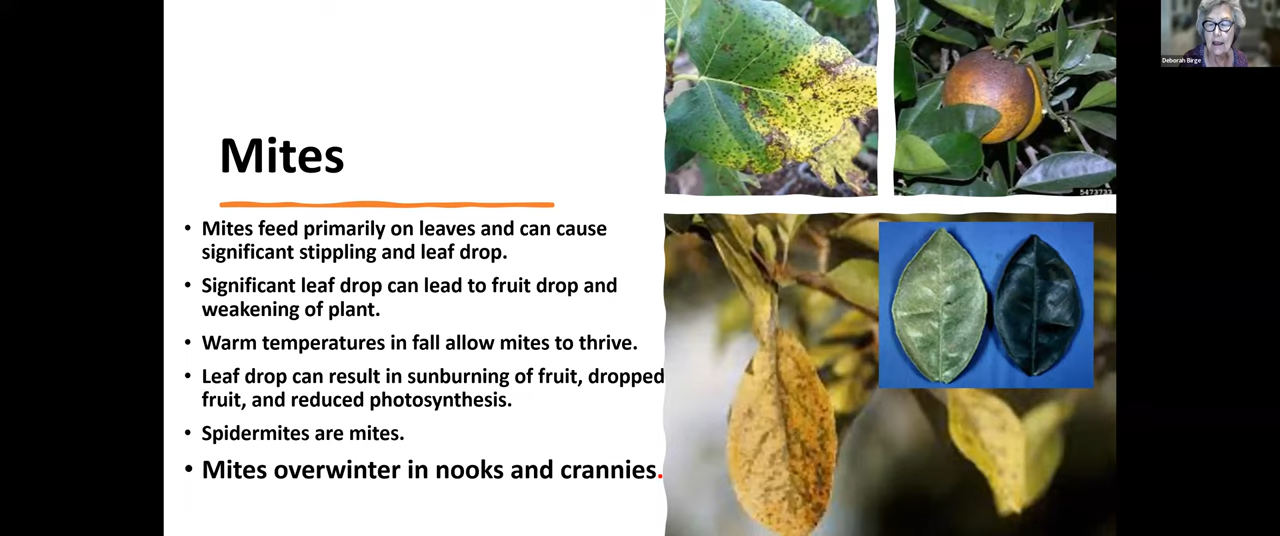 Mites
• Mites feed primarily on leaves and can cause
significant stippling and leaf drop.
• Significant leaf drop can lead to fruit drop and
weakening of plant.
• Warm temperatures in fall allow mites to thrive.
• Leaf drop can result in sunburning of fruit, dropped
fruit, and reduced photosynthesis.
• Spidermites are mites.
• Mites overwinter in nooks and crannies.
5473733
Deborah Birge